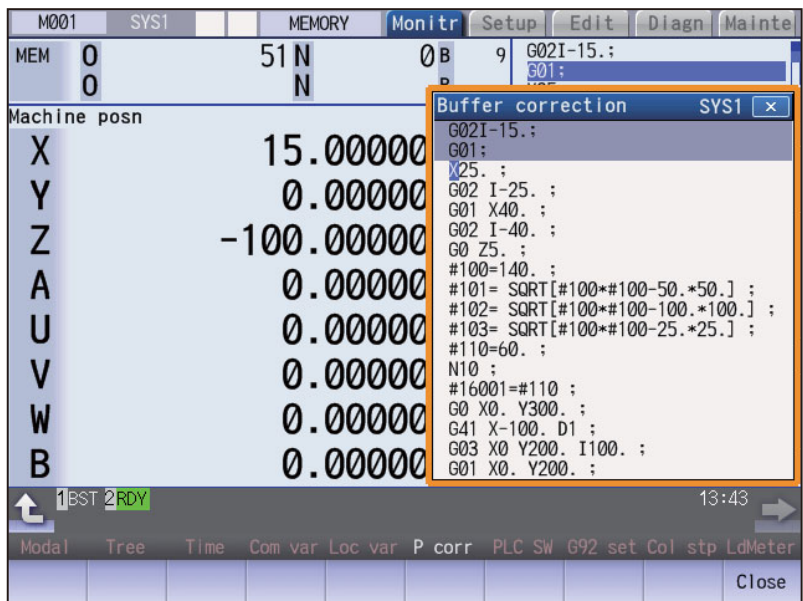 M001 SYS1 MEMORY Monitr Setup Edit Diagn Mainte
MEM O 51 N 0 B 9
O N
G02I-15.;
G01;
Machine posn
X 15.00000
Y 0.00000
Z -100.00000
A 0.00000
U 0.00000
V 0.00000
W 0.00000
B 0.00000
Buffer correction SYS1 ×
G02I-15.;
G01;
X25. ;
G02 I-25. ;
G01 X40. ;
G02 I-40. ;
G0 Z5. ;
#100=140. ;
#101= SQRT[#100*#100-50.*50.] ;
#102= SQRT[#100*#100-100.*100.] ;
#103= SQRT[#100*#100-25.*25.] ;
#110=60. ;
N10 ;
#16001=#110 ;
G0 X0. Y300. ;
G41 X-100. D1 ;
G03 X0 Y200. I100. ;
G01 X0. Y200. ;
1BST 2RDY 13:43
Modal Tree Time Com var Loc var P corr PLC SW G92 set Col stp LdMeter
Close